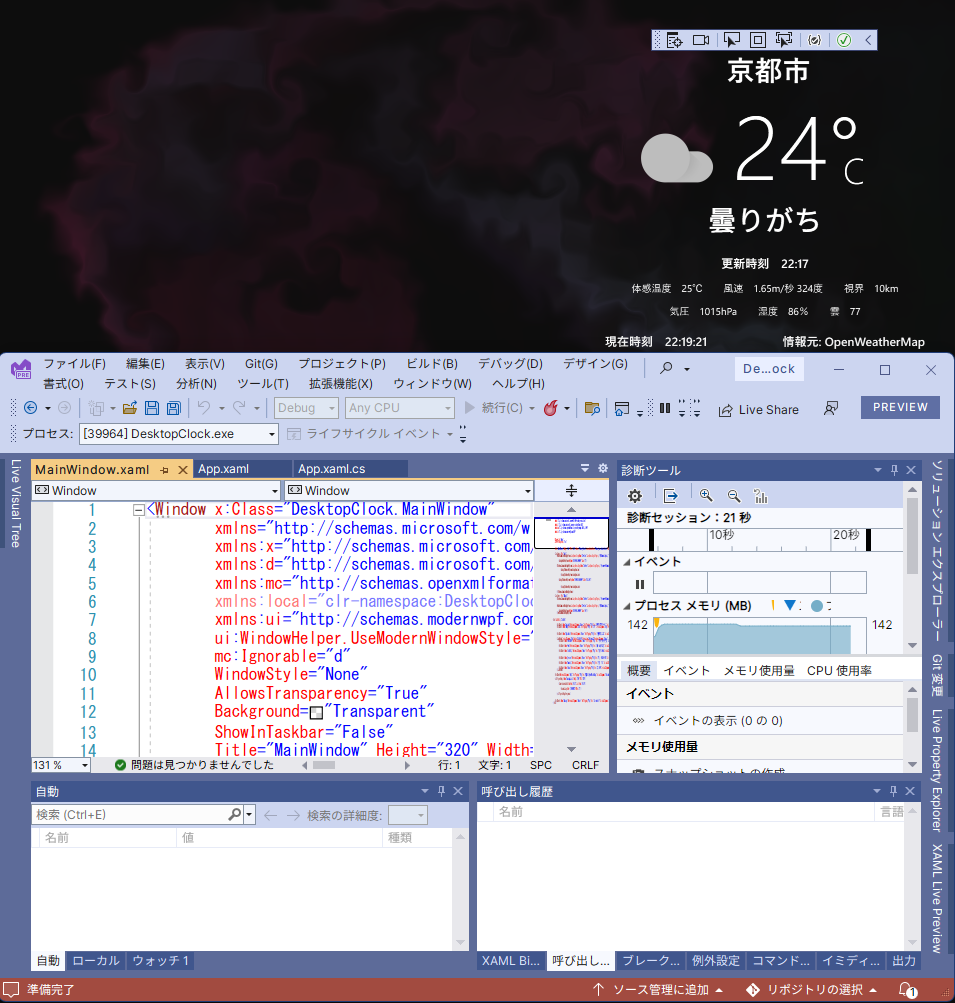 京都市
24°
C
曇りがち
更新時刻 22:17
体感温度 25°C 風速 1.65m/秒 324度 視界 10km
気圧 1015hPa 湿度 86% 雲 77
現在時刻 22:19:21 情報元: OpenWeatherMap
ファイル(F) 編集(E) 表示(V) Git(G) プロジェクト(P) ビルド(B) デバッグ(D) デザイン(G)
PRE 書式(O) テスト(S) 分析(N) ツール(T) 拡張機能(X) ウィンドウ(W) ヘルプ(H) De...ock
Debug Any CPU 続行(C) Live Share PREVIEW
プロセス: [39964] DesktopClock.exe ライフサイクル イベント
Live Visual Tree
MainWindow.xaml App.xaml App.xaml.cs
Window Window
1 <Window x:Class="DesktopClock.MainWindow"
2 xmlns="http://schemas.microsoft.com/w
3 xmlns:x="http://schemas.microsoft.com/
4 xmlns:d="http://schemas.microsoft.com/
5 xmlns:mc="http://schemas.openxmlformat
6 xmlns:local="clr-namespace:DesktopCloc
7 xmlns:ui="http://schemas.modernwpf.com
8 ui:WindowHelper.UseModernWindowStyle="
9 mc:Ignorable="d"
10 WindowStyle="None"
11 AllowsTransparency="True"
12 Background="Transparent"
13 ShowInTaskbar="False"
14 Title="MainWindow" Height="320" Width=
131 % 問題は見つかりませんでした 行: 1 文字: 1 SPC CRLF
診断ツール
診断セッション: 21 秒
10秒 20秒
イベント
プロセス メモリ (MB)
142 142
概要 イベント メモリ使用量 CPU 使用率
イベント
イベントの表示 (0 の 0)
メモリ使用量
スナップショットの作成
ソリューション エクスプローラー
Git 変更
Live Property Explorer
XAML Live Preview
自動
検索 (Ctrl+E) 検索の詳細度:
名前 値 種類
自動 ローカル ウォッチ 1
呼び出し履歴
名前 言語
XAML Bi... 呼び出し... ブレーク... 例外設定 コマンド... イミディ... 出力
準備完了 ソース管理に追加 リポジトリの選択 1